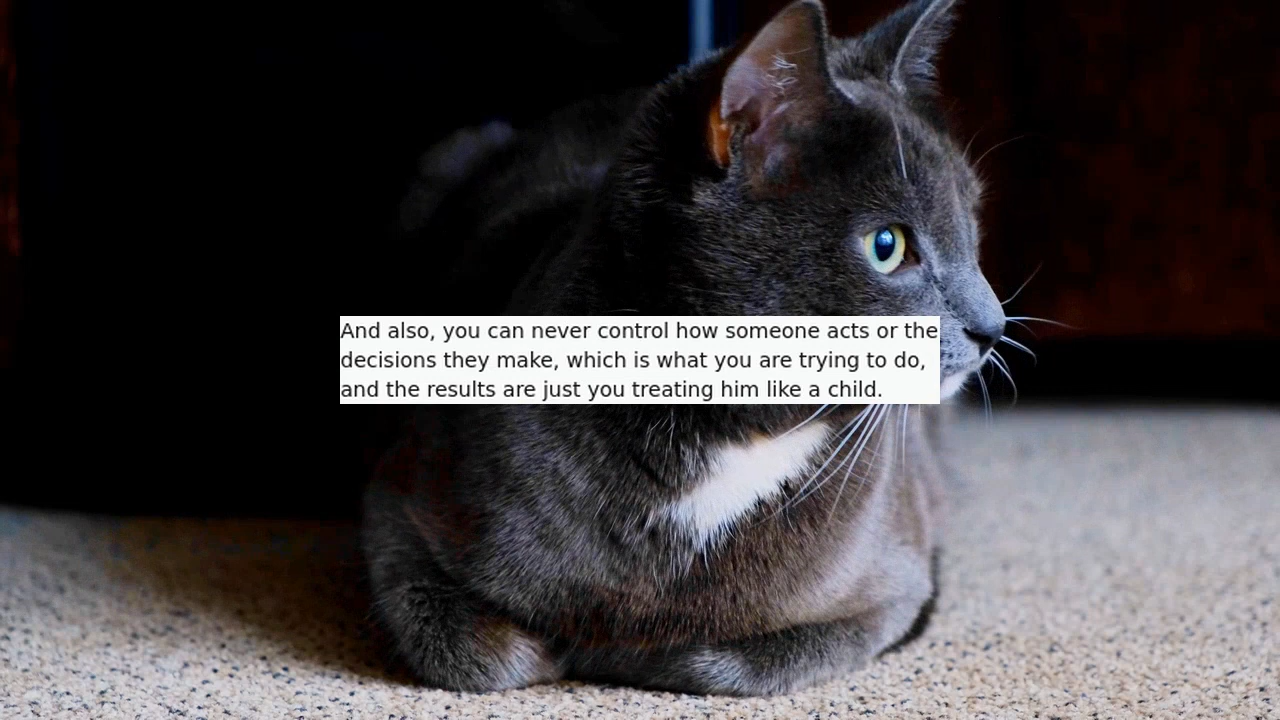 And also, you can never control how someone acts or the
decisions they make, which is what you are trying to do,
and the results are just you treating him like a child.